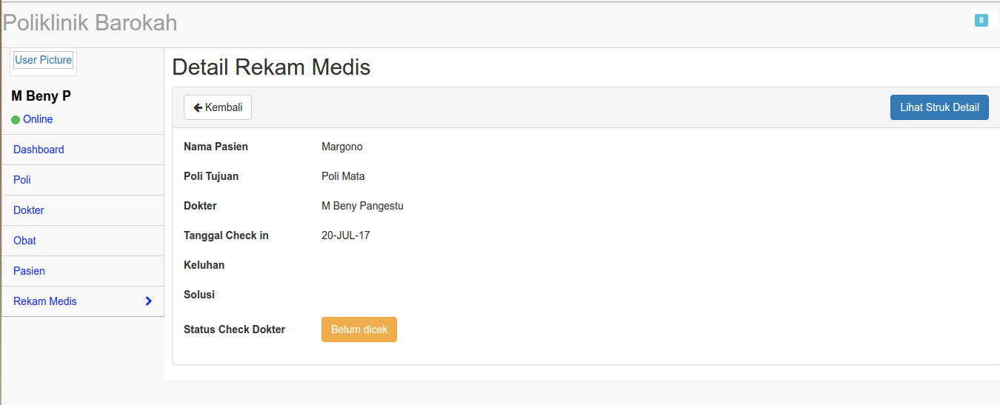 Poliklinik Barokah
8
User Picture
M Beny P
Online
Dashboard
Poli
Dokter
Obat
Pasien
Rekam Medis
Detail Rekam Medis
Kembali
Lihat Struk Detail
Nama Pasien Margono
Poli Tujuan Poli Mata
Dokter M Beny Pangestu
Tanggal Check in 20-JUL-17
Keluhan
Solusi
Status Check Dokter Belum dicek